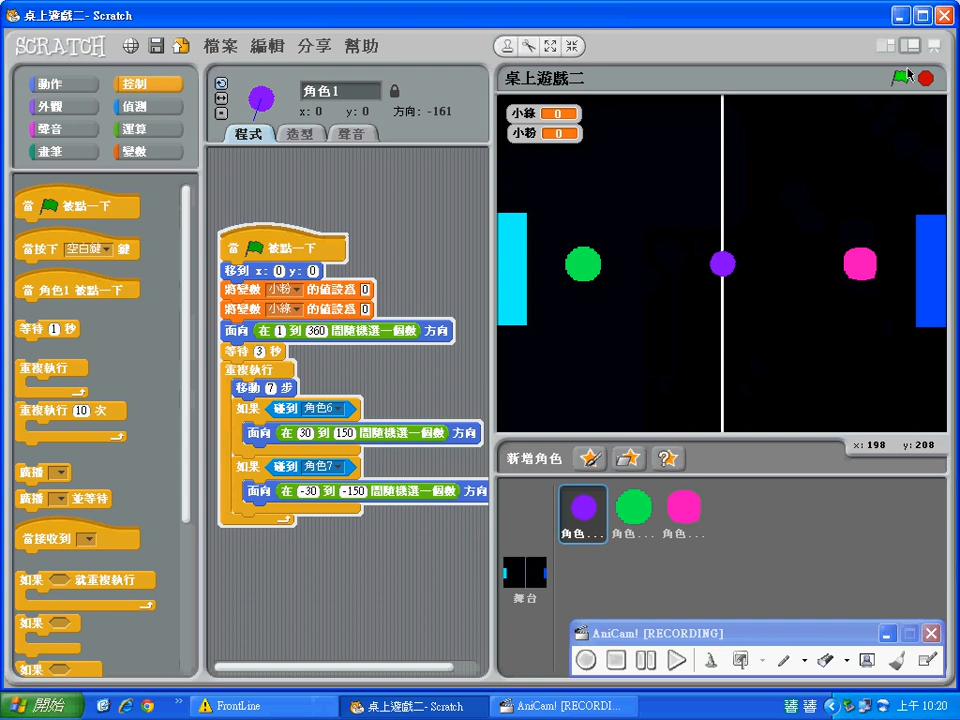 桌上遊戲二- Scratch
SCRATCH 檔案 編輯 分享 幫助
動作 控制
外觀 偵測
聲音 運算
畫筆 變數
當 被點一下
當按下 空白鍵 鍵
當 角色1 被點一下
等待 1 秒
重複執行
重複執行 10 次
廣播
廣播 並等待
當接收到
如果 就重複執行
如果
如果
角色1
x: 0 y: 0 方向: -161
程式 造型 聲音
當 被點一下
移到 x: 0 y: 0
將變數 小粉 的值設為 0
將變數 小綠 的值設為 0
面向 在 1 到 360 間隨機選一個數 方向
等待 3 秒
重複執行
移動 7 步
如果 碰到 角色6
面向 在 30 到 150 間隨機選一個數 方向
如果 碰到 角色7
面向 在 -30 到 -150 間隨機選一個數 方向
桌上遊戲二
小綠 0
小粉 0
x: 198 y: 208
新增角色
角色... 角色... 角色...
舞台
AniCam! [RECORDING]
開始 FrontLine 桌上遊戲二- Scratch AniCam! [RECORDI... 上午 10:20